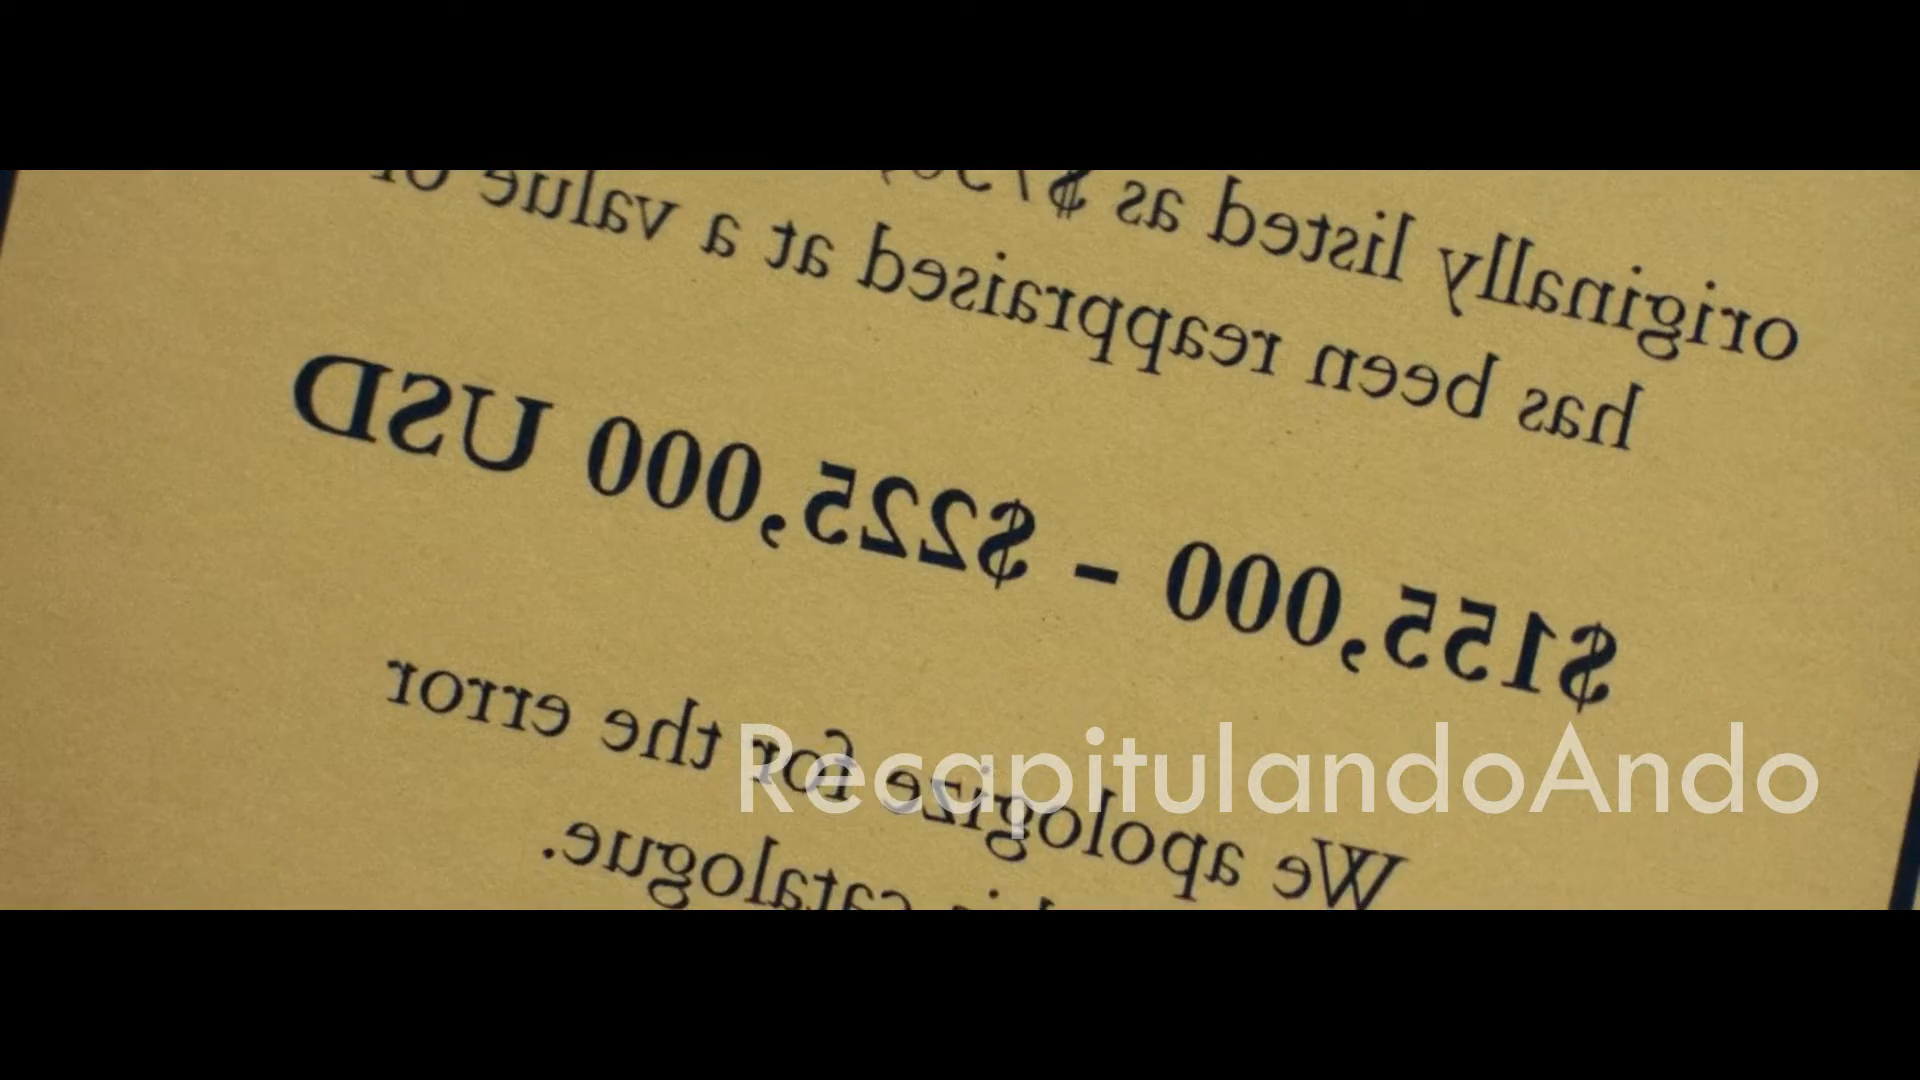 originally listed as
has been reappraised at a value of
$155,000 - $225,000 USD
We apologize for the error
catalogue.
RecapitulandoAndo